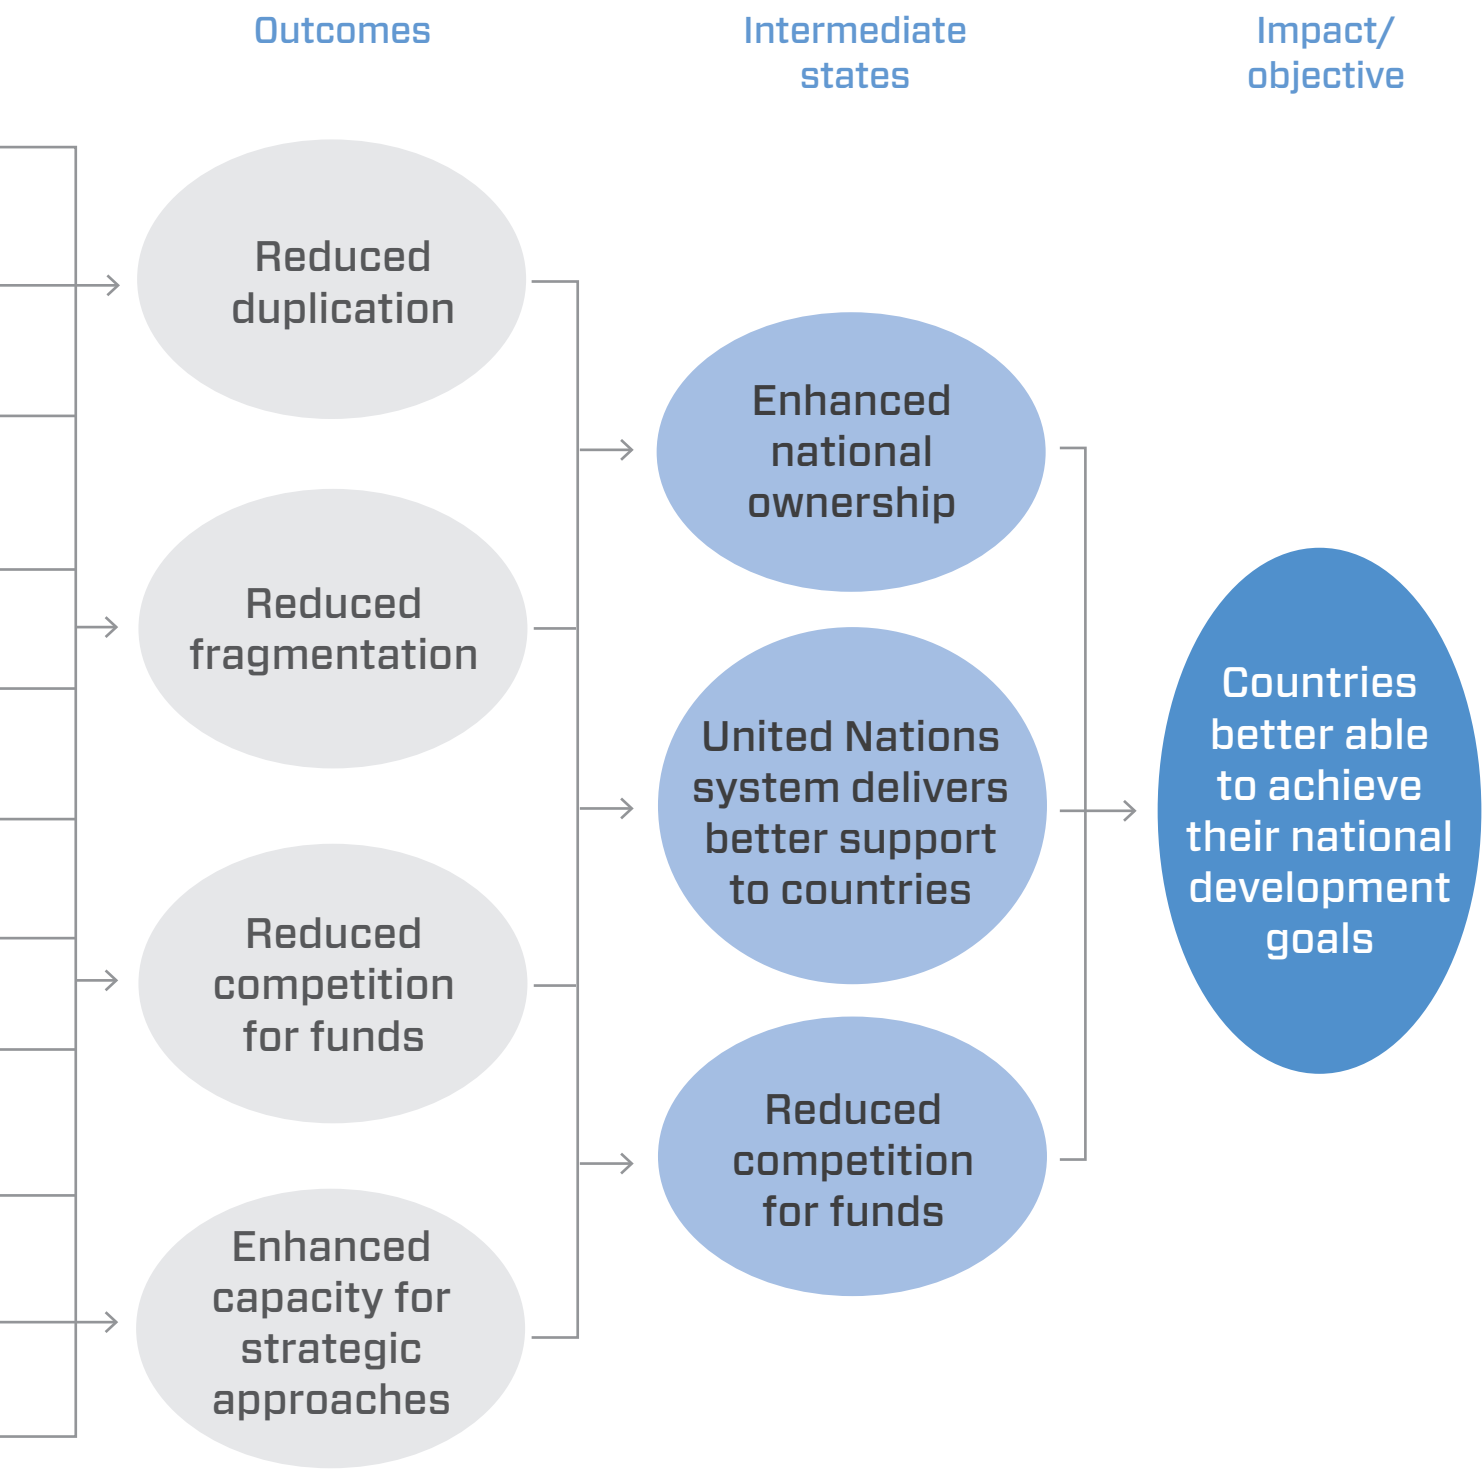 Outcomes
Intermediate
states
Impact/
objective
Reduced
duplication
Reduced
fragmentation
Reduced
competition
for funds
Enhanced
capacity for
strategic
approaches
Enhanced
national
ownership
United Nations
system delivers
better support
to countries
Reduced
competition
for funds
Countries
better able
to achieve
their national
development
goals